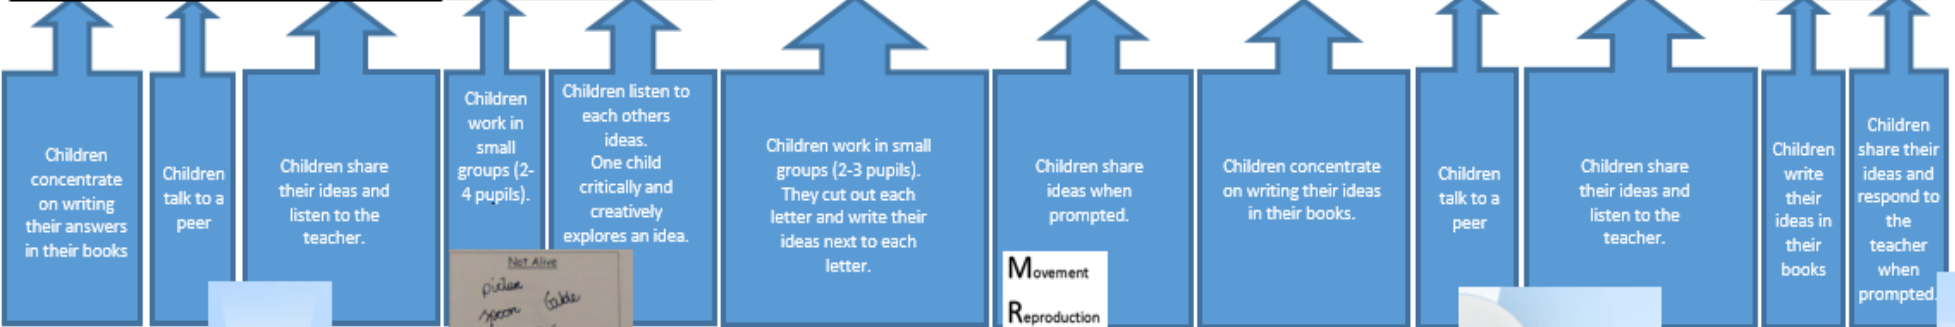 Children
concentrate
on writing
their answers
in their books
Children
talk to a
peer
Children share
their ideas and
listen to the
teacher.
Children
work in
small
groups (2-
4 pupils).
Children listen to
each others
ideas.
One child
critically and
creatively
explores an idea.
Not Alive
picture
spoon table
Children work in small
groups (2-3 pupils).
They cut out each
letter and write their
ideas next to each
letter.
Children share
ideas when
prompted.
Movement
Reproduction
Children concentrate
on writing their ideas
in their books.
Children
talk to a
peer
Children share
their ideas and
listen to the
teacher.
Children
write
their
ideas in
their
books
Children
share their
ideas and
respond to
the
teacher
when
prompted.